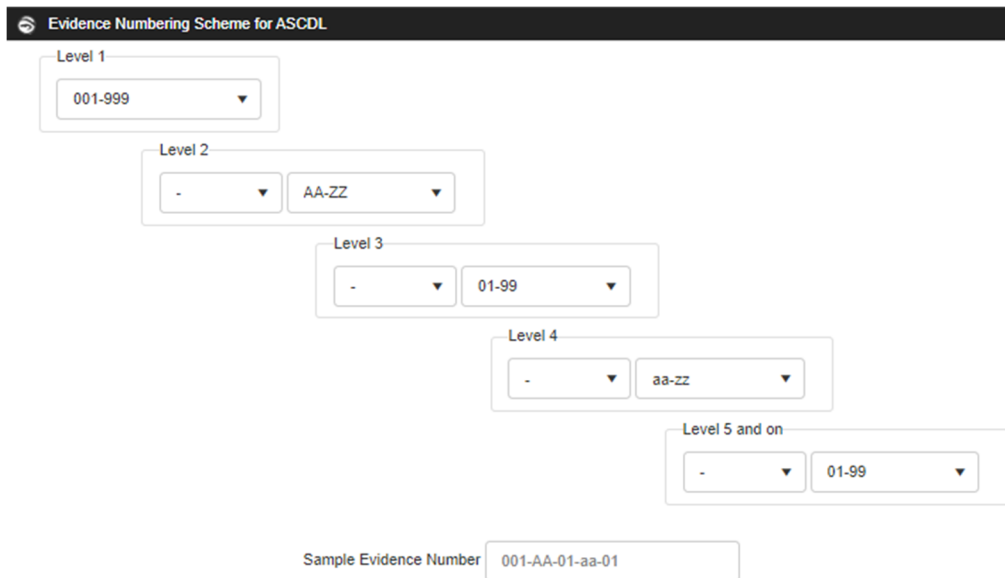 Evidence Numbering Scheme for ASCDL
Level 1
001-999
Level 2
- AA-ZZ
Level 3
- 01-99
Level 4
- aa-zz
Level 5 and on
- 01-99
Sample Evidence Number 001-AA-01-aa-01